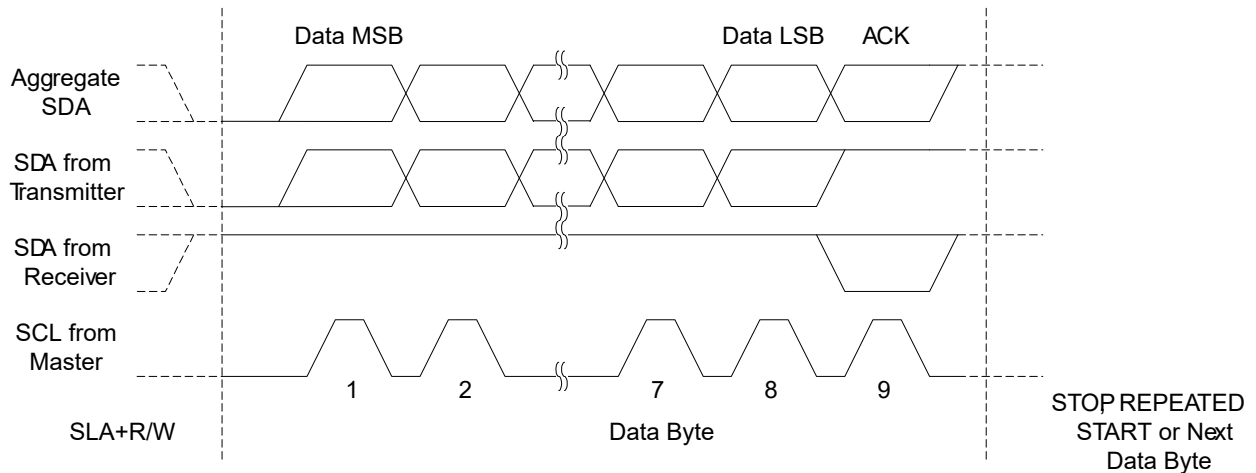 Data MSB
Data LSB
ACK
Aggregate
SDA
SDA from
Transmitter
SDA from
Receiver
SCL from
Master
1
2
7
8
9
SLA+R/W
Data Byte
STOP, REPEATED
START or Next
Data Byte